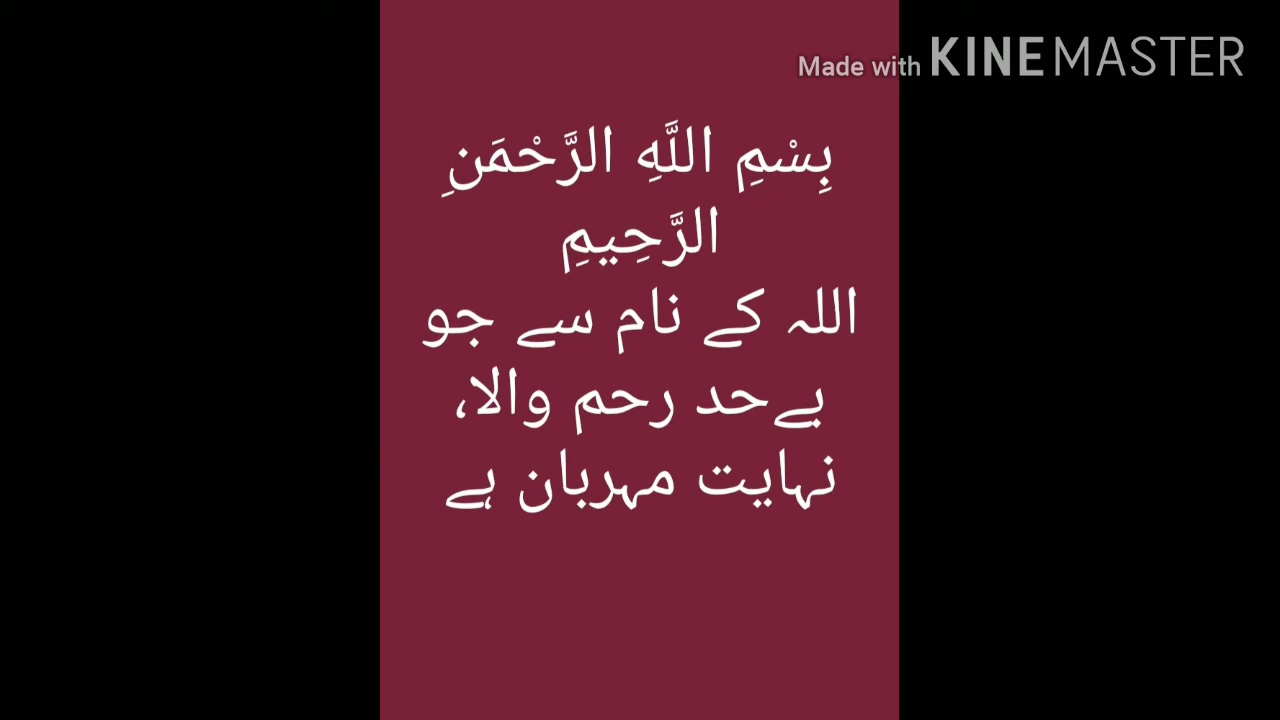 Made with KINEMASTER
بِسْمِ اللَّهِ الرَّحْمَنِ
الرَّحِيمِ
اللہ کے نام سے جو
بےحد رحم والا،
نہایت مہربان ہے